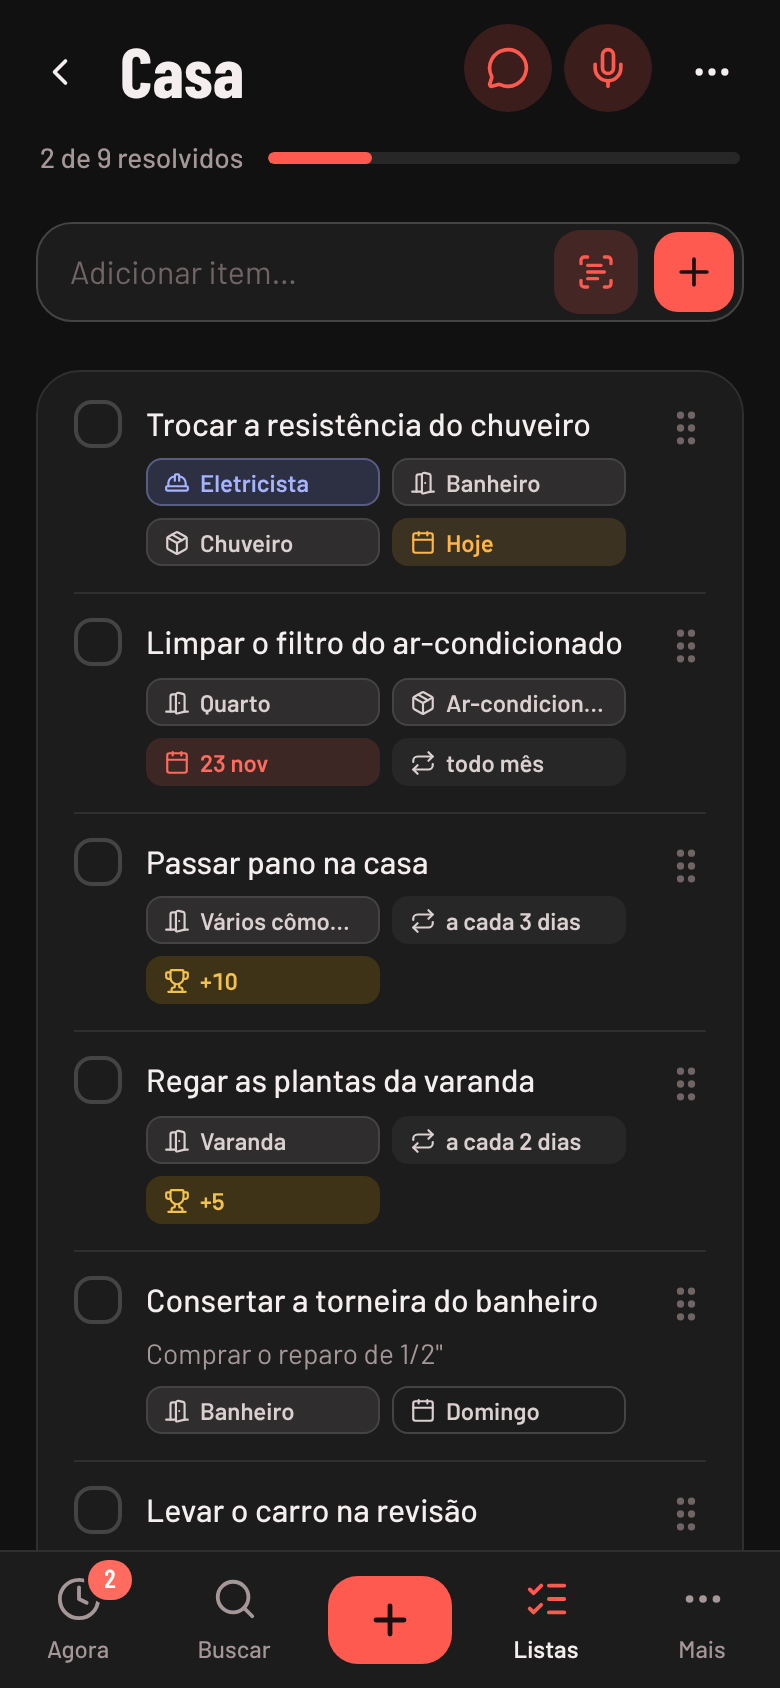 Casa
2 de 9 resolvidos
Adicionar item...
Trocar a resistência do chuveiro
Eletricista
Banheiro
Chuveiro
Hoje
Limpar o filtro do ar-condicionado
Quarto
Ar-condicion...
23 nov
todo mês
Passar pano na casa
Vários cômo...
a cada 3 dias
+10
Regar as plantas da varanda
Varanda
a cada 2 dias
+5
Consertar a torneira do banheiro
Comprar o reparo de 1/2"
Banheiro
Domingo
Levar o carro na revisão
2
Agora
Buscar
Listas
Mais